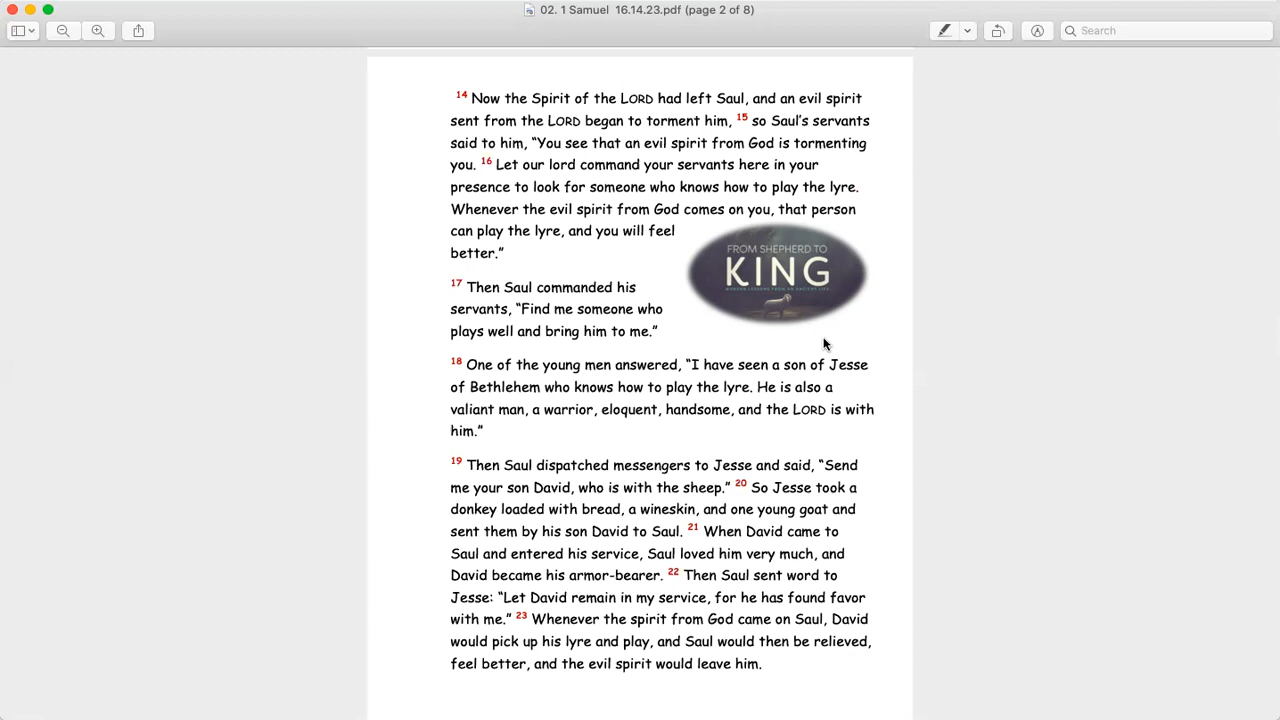 02. 1 Samuel 16.14.23.pdf (page 2 of 8)
Search
14 Now the Spirit of the LORD had left Saul, and an evil spirit
sent from the LORD began to torment him, 15 so Saul's servants
said to him, “You see that an evil spirit from God is tormenting
you. 16 Let our lord command your servants here in your
presence to look for someone who knows how to play the lyre.
Whenever the evil spirit from God comes on you, that person
can play the lyre, and you will feel
better.”
FROM SHEPHERD TO
KING
MODERN LESSONS FROM AN ANCIENT LIFE
17 Then Saul commanded his
servants, “Find me someone who
plays well and bring him to me.”
18 One of the young men answered, “I have seen a son of Jesse
of Bethlehem who knows how to play the lyre. He is also a
valiant man, a warrior, eloquent, handsome, and the LORD is with
him.”
19 Then Saul dispatched messengers to Jesse and said, “Send
me your son David, who is with the sheep.” 20 So Jesse took a
donkey loaded with bread, a wineskin, and one young goat and
sent them by his son David to Saul. 21 When David came to
Saul and entered his service, Saul loved him very much, and
David became his armor-bearer. 22 Then Saul sent word to
Jesse: “Let David remain in my service, for he has found favor
with me.” 23 Whenever the spirit from God came on Saul, David
would pick up his lyre and play, and Saul would then be relieved,
feel better, and the evil spirit would leave him.